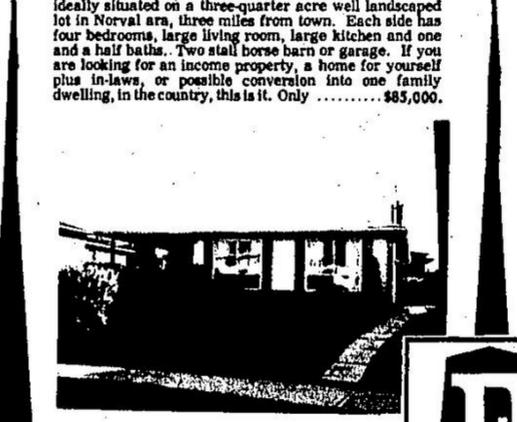 ideally situated on a three-quarter acre well landscaped
lot in Norval ara, three miles from town. Each side has
four bedrooms, large living room, large kitchen and one
and a half baths.. Two stall horse barn or garage. If you
are looking for an income property, a home for yourself
plus in-laws, or possible conversion into one family
dwelling, in the country, this is it. Only .......... $85,000.